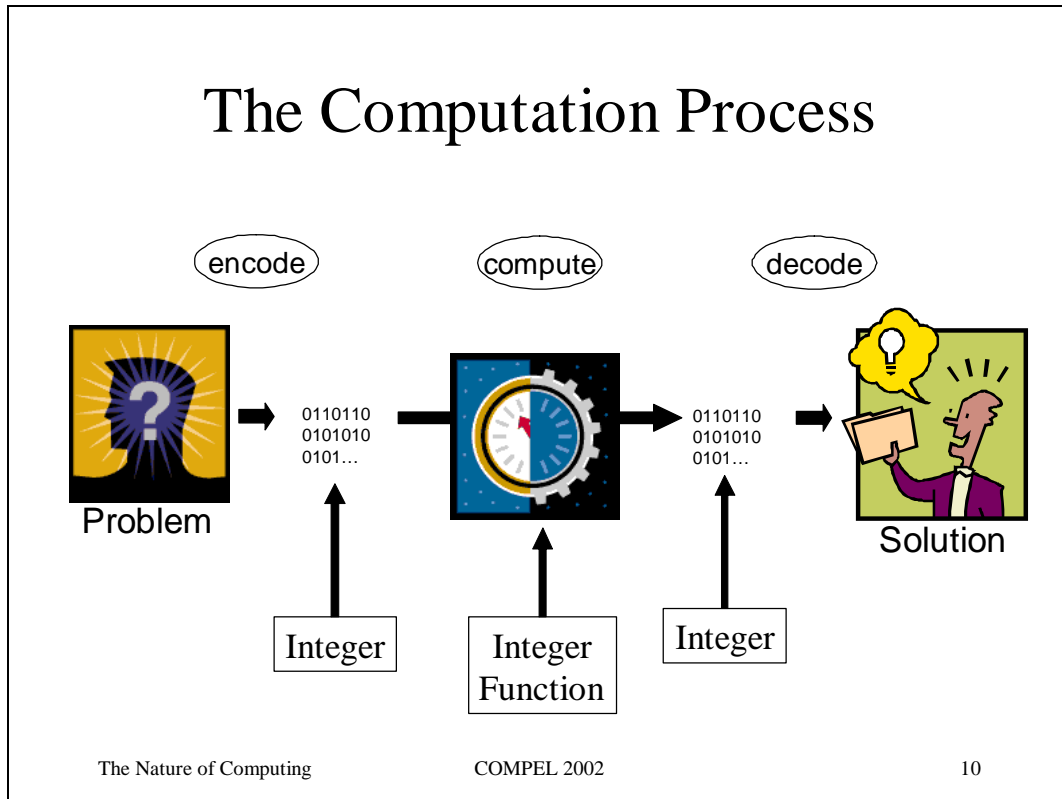 The Computation Process
encode
compute
decode
?
0110110
0101010
0101…
0110110
0101010
0101…
Problem
Solution
Integer
Integer
Function
Integer
The Nature of Computing
COMPEL 2002
10